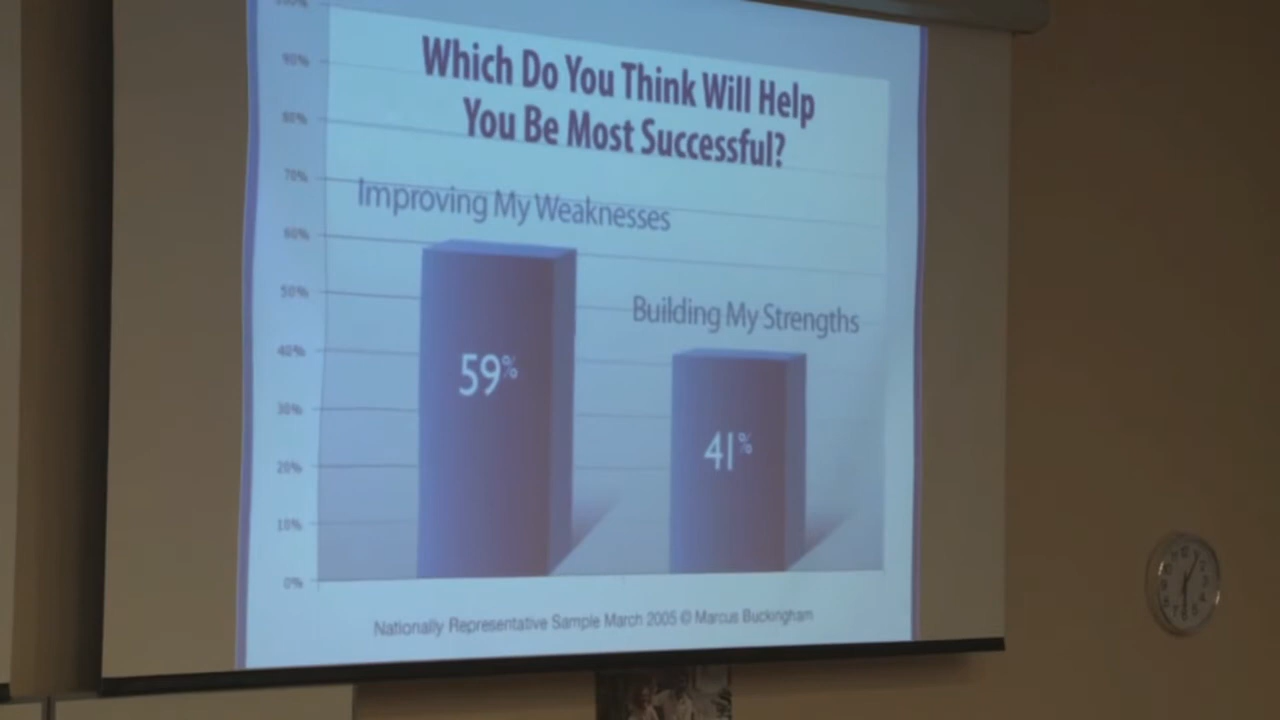 100%
90%
80%
70%
60%
50%
40%
30%
20%
10%
0%
Which Do You Think Will Help
You Be Most Successful?
Improving My Weaknesses
Building My Strengths
59%
41%
Nationally Representative Sample March 2005 © Marcus Buckingham